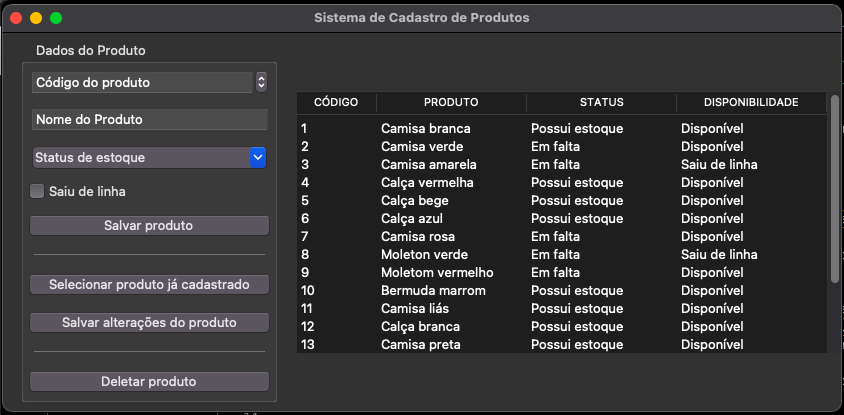 Sistema de Cadastro de Produtos
Dados do Produto
Código do produto
Nome do Produto
Status de estoque
Saiu de linha
Salvar produto
Selecionar produto já cadastrado
Salvar alterações do produto
Deletar produto
CÓDIGO PRODUTO STATUS DISPONIBILIDADE
1 Camisa branca Possui estoque Disponível
2 Camisa verde Em falta Disponível
3 Camisa amarela Em falta Saiu de linha
4 Calça vermelha Possui estoque Disponível
5 Calça bege Possui estoque Disponível
6 Calça azul Possui estoque Disponível
7 Camisa rosa Em falta Disponível
8 Moleton verde Em falta Saiu de linha
9 Moletom vermelho Em falta Disponível
10 Bermuda marrom Possui estoque Disponível
11 Camisa liás Possui estoque Disponível
12 Calça branca Possui estoque Disponível
13 Camisa preta Possui estoque Disponível